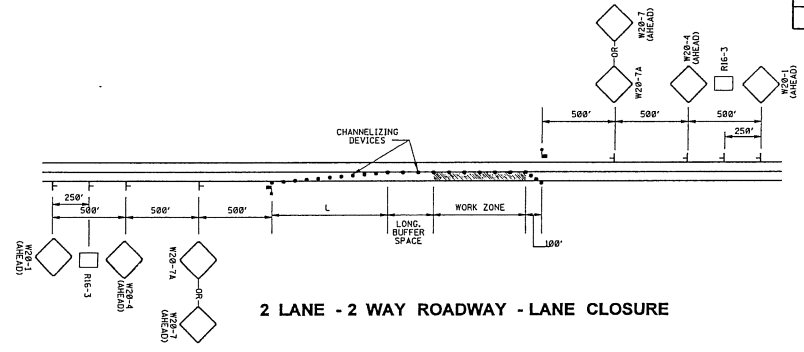 W20-7
(AHEAD)
OR
W20-7A
W20-4
(AHEAD)
R16-3
W20-1
(AHEAD)
500'
500'
500'
250'
CHANNELIZING
DEVICES
250'
500'
500'
500'
L
LONG.
BUFFER
SPACE
WORK ZONE
100'
W20-1
(AHEAD)
R16-3
W20-4
(AHEAD)
W20-7A
OR
W20-7
(AHEAD)
2 LANE - 2 WAY ROADWAY - LANE CLOSURE